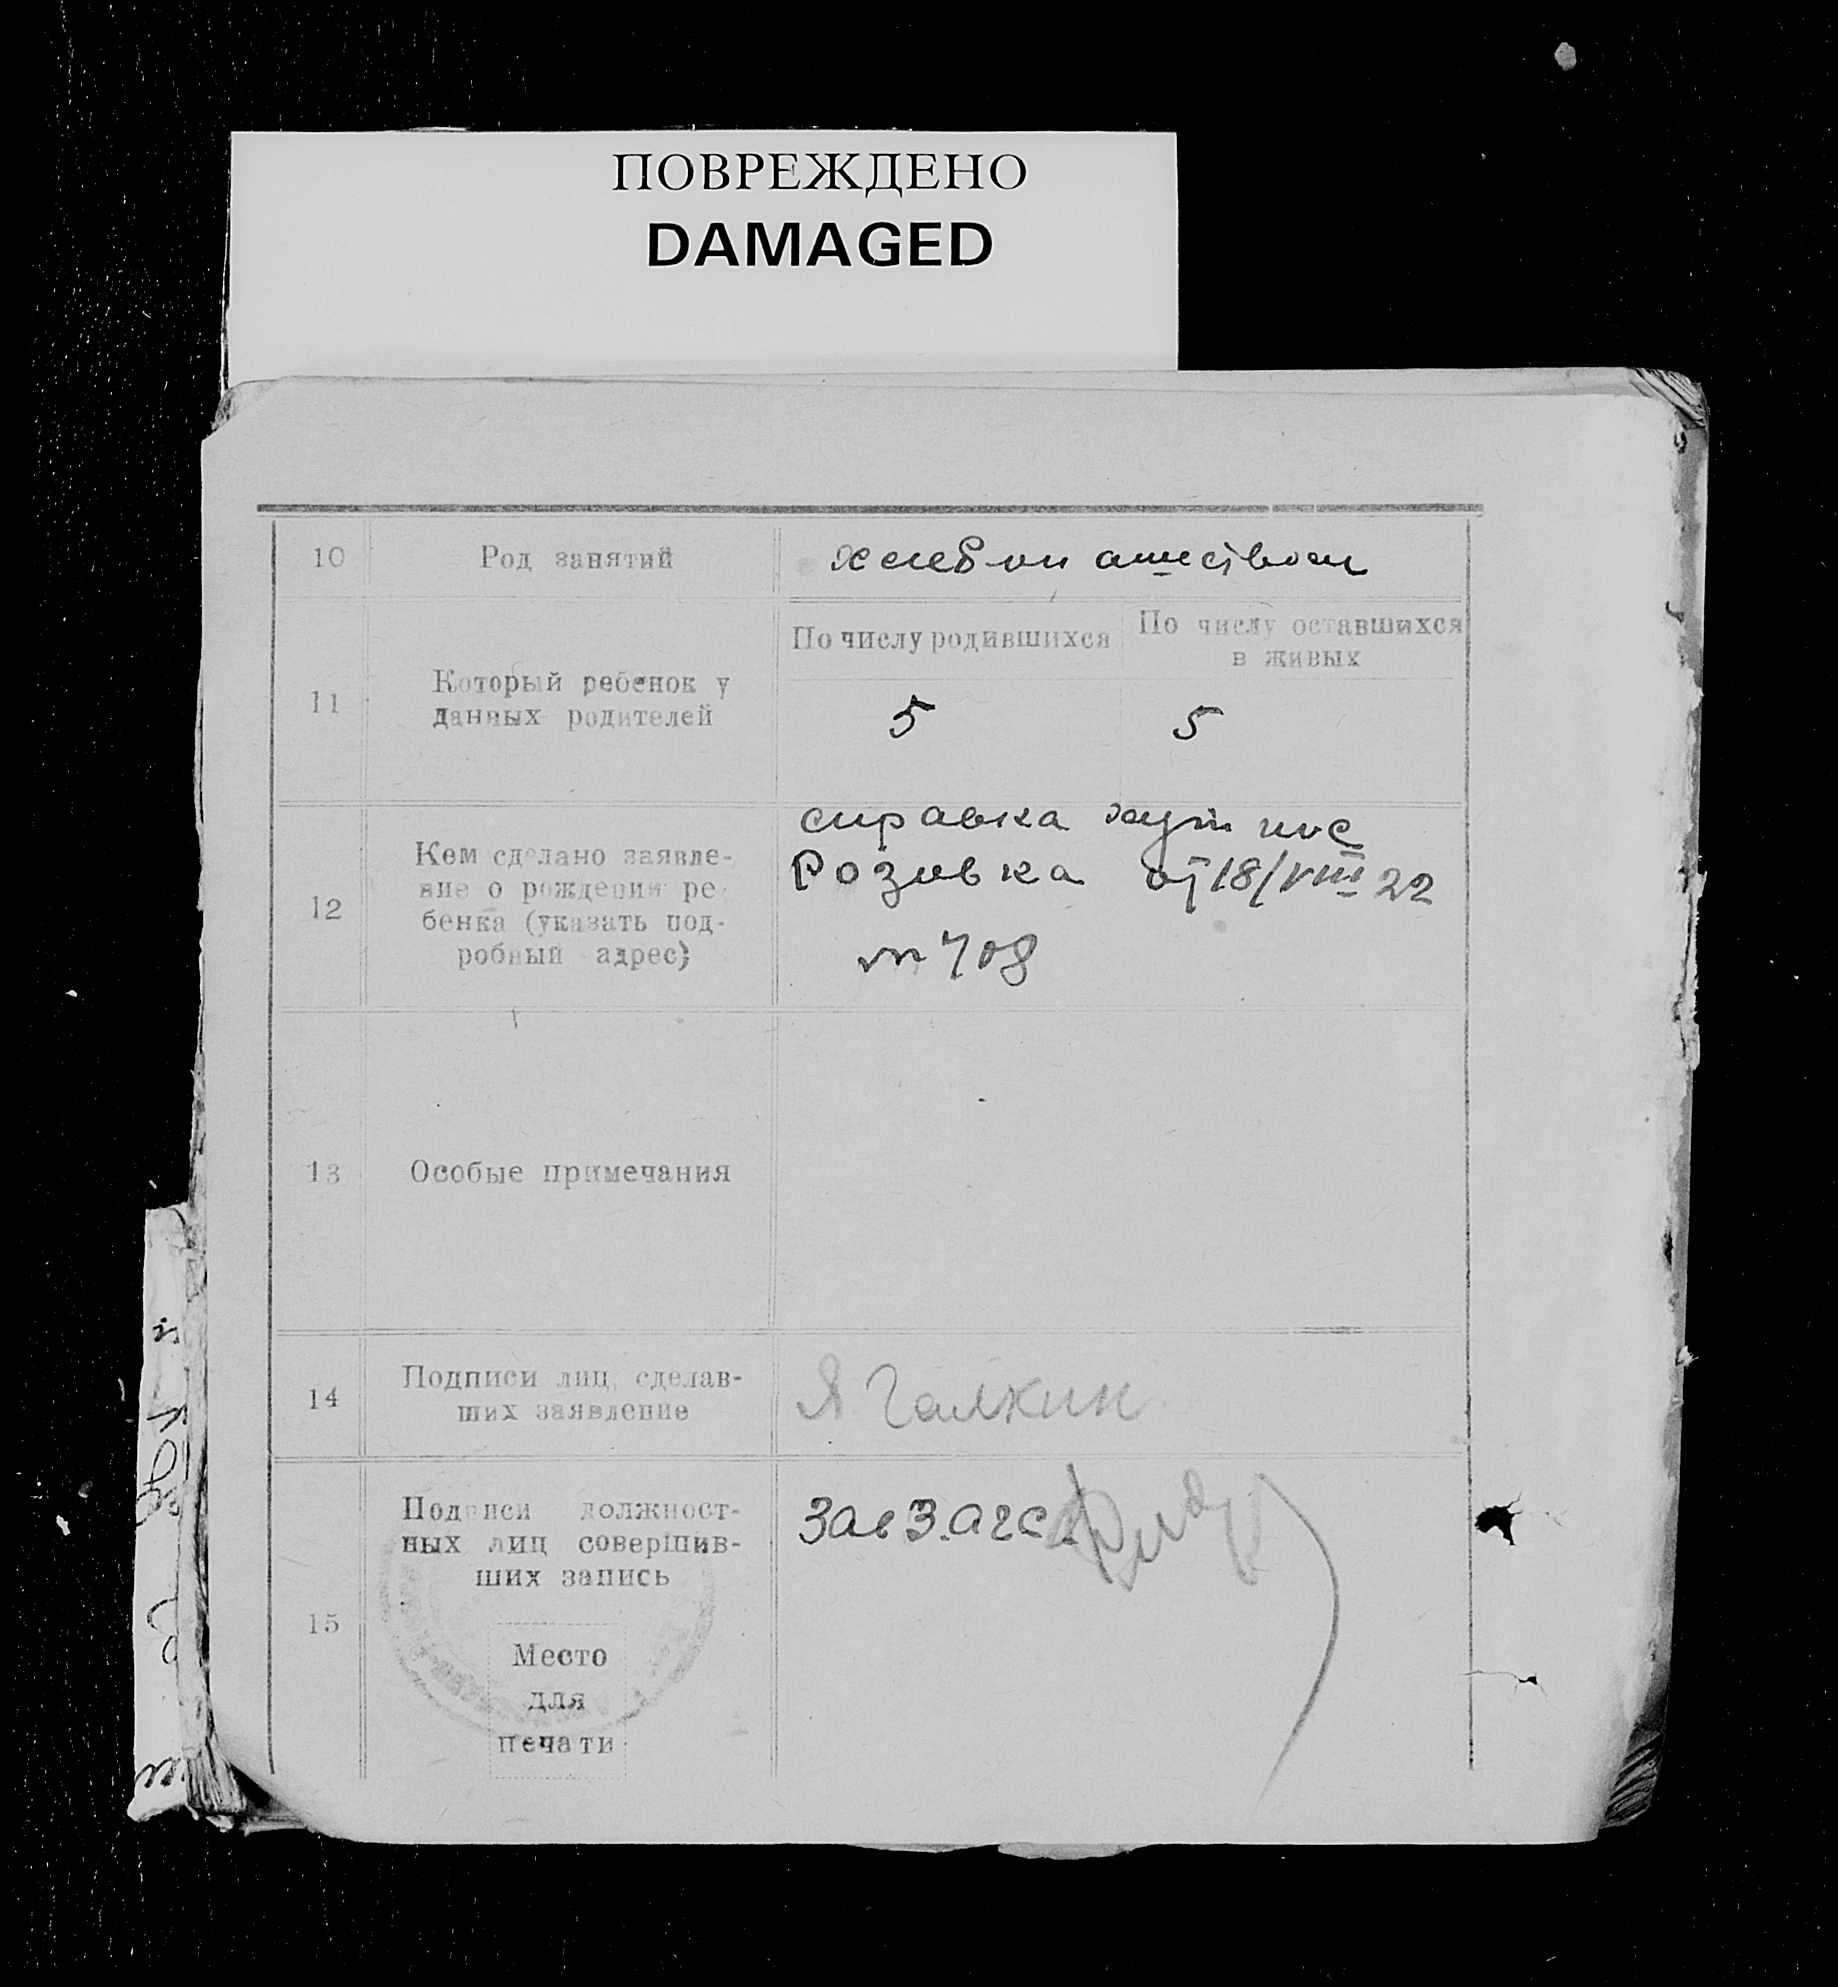 ПОВРЕЖДЕНО
DAMAGED
10 Род занятий хлебопашеством
11 Который ребенок у
данных родителей
По числу родившихся
По числу оставшихся
в живых
5 5
12 Кем сделано заявле-
ние о рождении ре-
бенка (указать под-
робный адрес)
справка
Розовка от 18/VIII 22
№ 708
13 Особые примечания
14 Подписи лиц, сделав-
ших заявление
Я Галкин
15 Подписи должност-
ных лиц совершив-
ших запись
Место
для
печати
Зав Загс